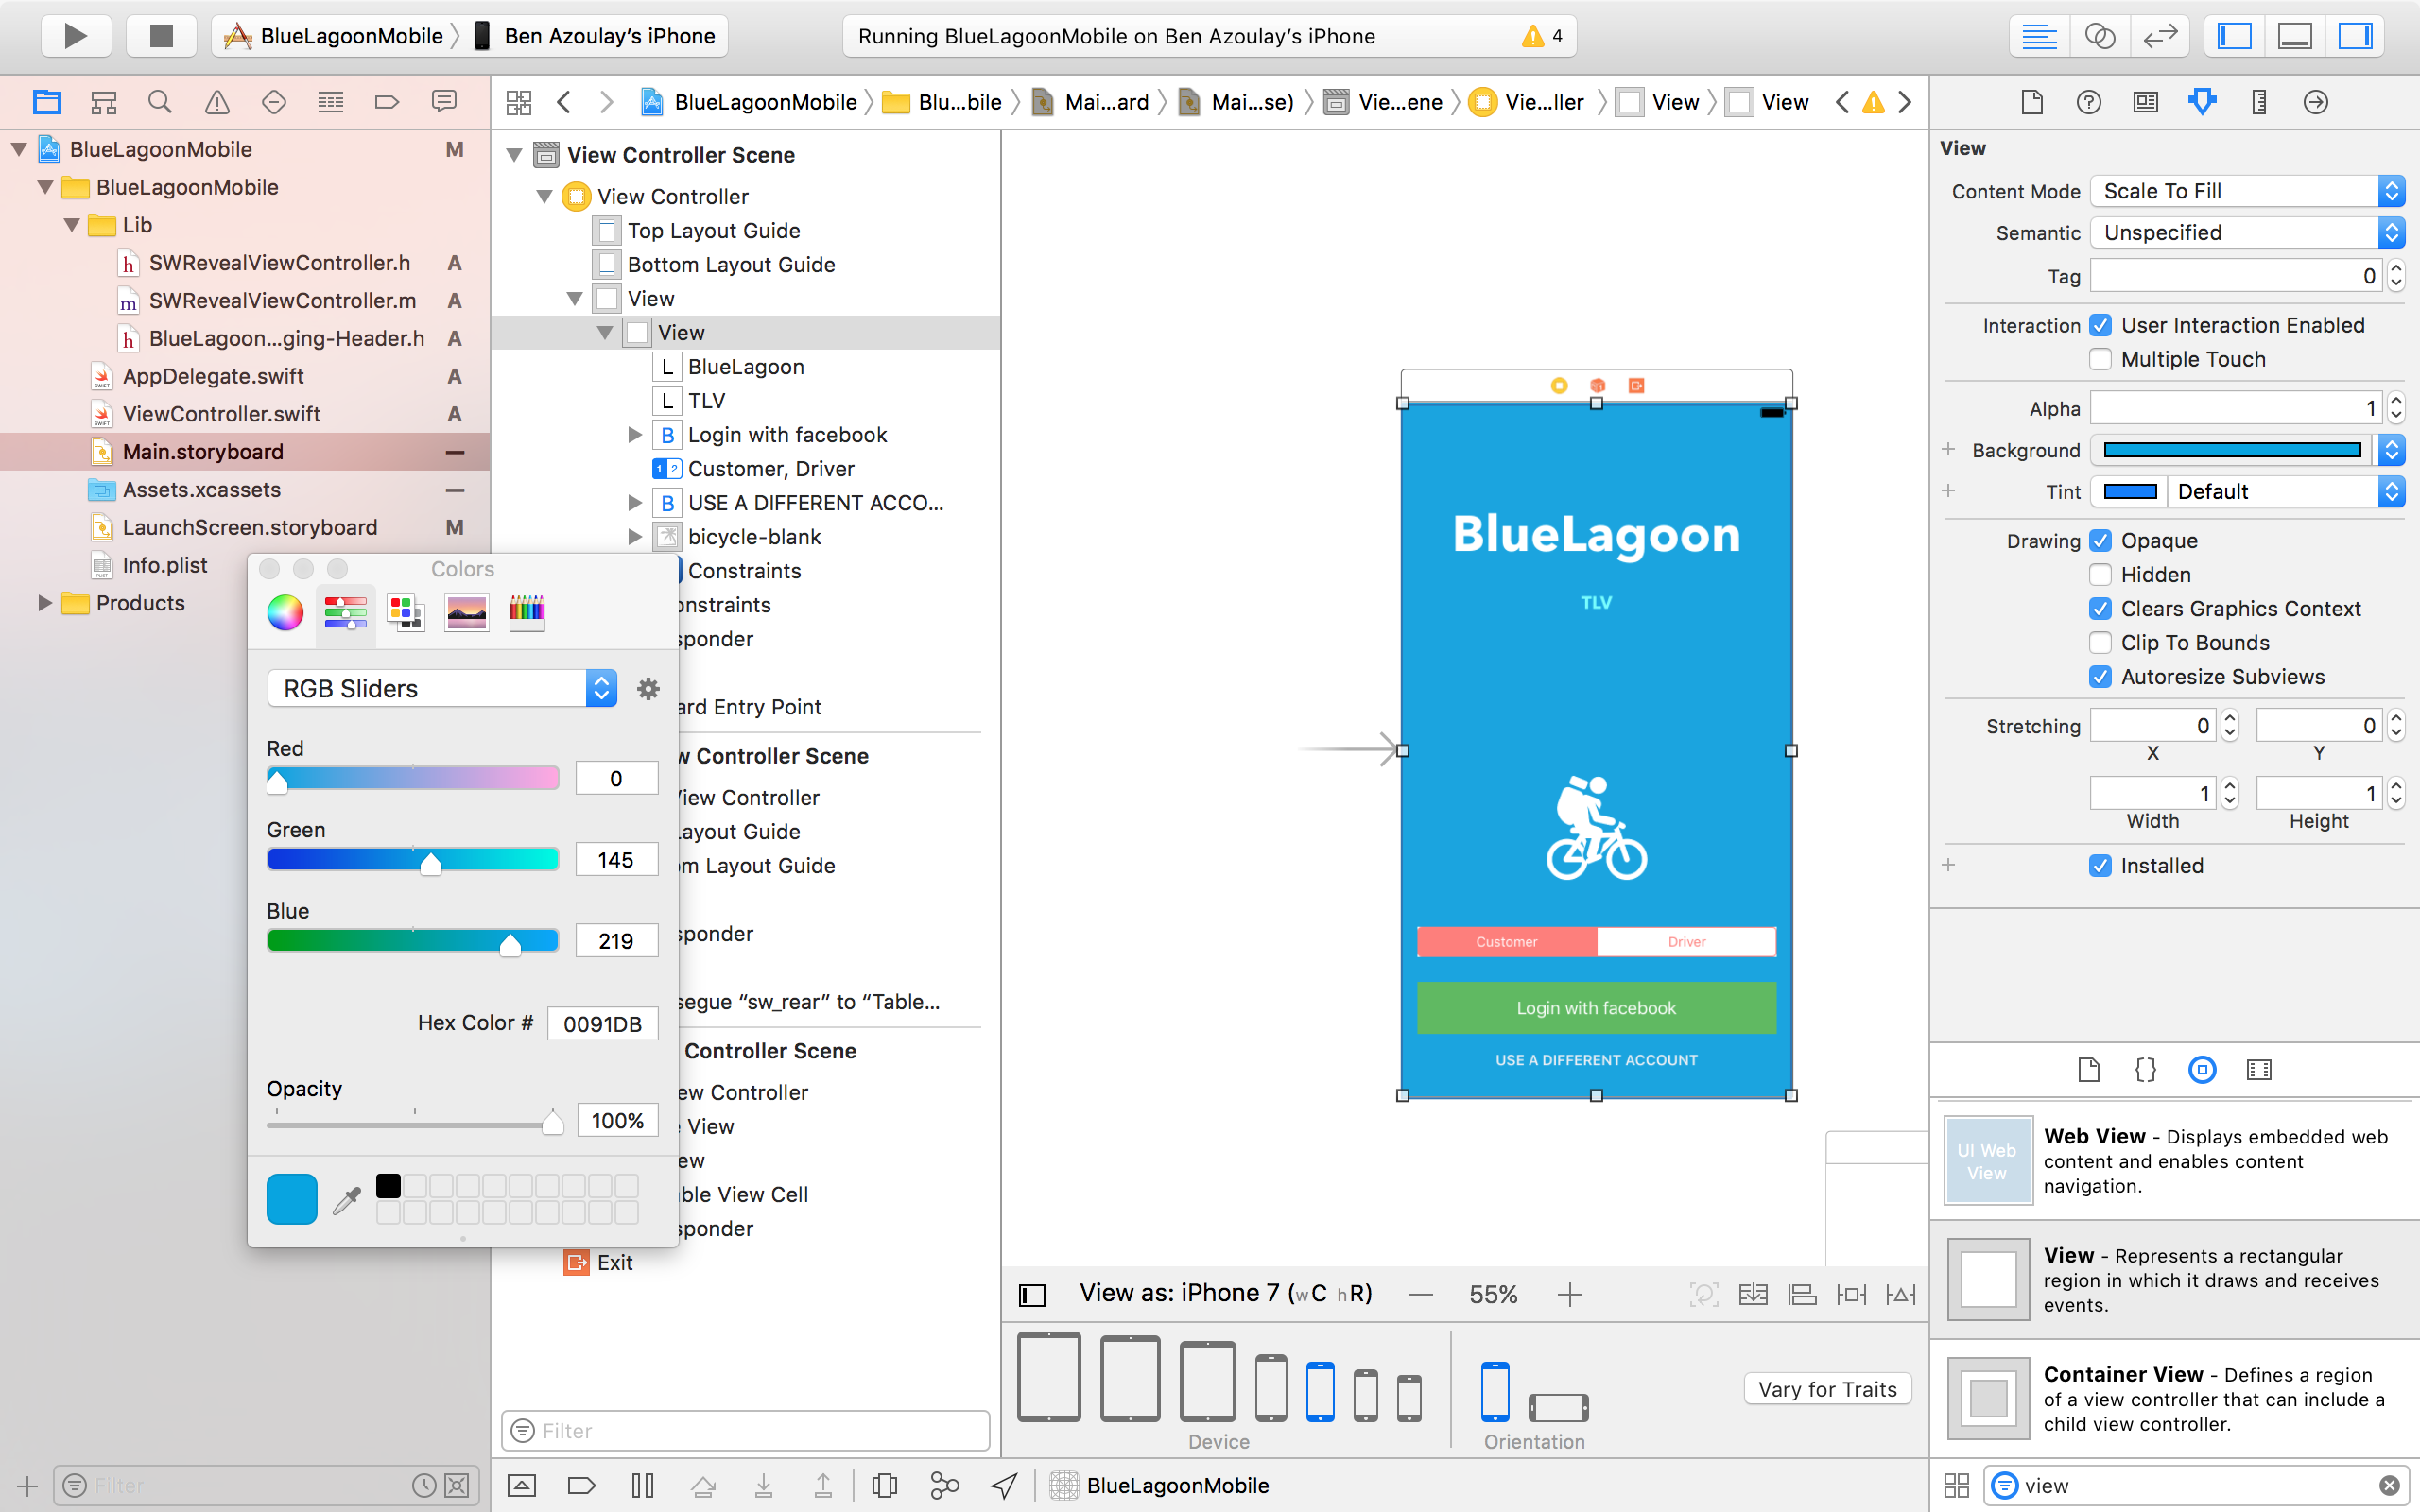 BlueLagoonMobile
Ben Azoulay's iPhone
Running BlueLagoonMobile on Ben Azoulay's iPhone
4
BlueLagoonMobile
Blu...bile
Mai...ard
Mai...se)
Vie...ene
Vie...ller
View
View
BlueLagoonMobile M
BlueLagoonMobile
Lib
h SWRevealViewController.h A
m SWRevealViewController.m A
h BlueLagoon...ging-Header.h A
AppDelegate.swift A
ViewController.swift A
Main.storyboard
Assets.xcassets
LaunchScreen.storyboard M
Info.plist
Products
Filter
View Controller Scene
View Controller
Top Layout Guide
Bottom Layout Guide
View
View
L BlueLagoon
L TLV
B Login with facebook
1 2 Customer, Driver
B USE A DIFFERENT ACCO...
bicycle-blank
Constraints
onstraints
sponder
ard Entry Point
w Controller Scene
View Controller
Layout Guide
om Layout Guide
sponder
segue “sw_rear” to “Table...
Controller Scene
ew Controller
View
ew
ble View Cell
sponder
Exit
Filter
Colors
RGB Sliders
Red
0
Green
145
Blue
219
Hex Color # 0091DB
Opacity
100%
BlueLagoon
TLV
Customer Driver
Login with facebook
USE A DIFFERENT ACCOUNT
View as: iPhone 7 (wC hR)
55%
Device
Orientation
Vary for Traits
BlueLagoonMobile
View
Content Mode Scale To Fill
Semantic Unspecified
Tag 0
Interaction User Interaction Enabled
Multiple Touch
Alpha 1
Background
Tint Default
Drawing Opaque
Hidden
Clears Graphics Context
Clip To Bounds
Autoresize Subviews
Stretching 0 0
X Y
1 1
Width Height
Installed
UI Web
View
Web View - Displays embedded web
content and enables content
navigation.
View - Represents a rectangular
region in which it draws and receives
events.
Container View - Defines a region
of a view controller that can include a
child view controller.
view